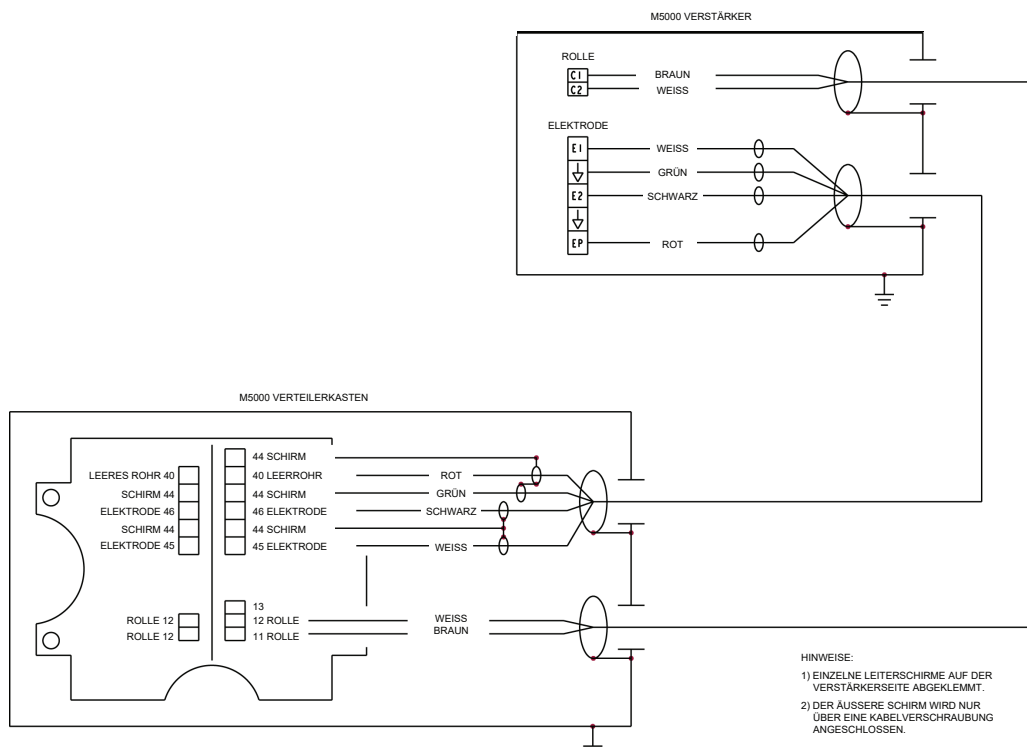 M5000 VERSTÄRKER
ROLLE
C1
BRAUN
C2
WEISS
ELEKTRODE
E1
WEISS
GRÜN
E2
SCHWARZ
EP
ROT
M5000 VERTEILERKASTEN
44 SCHIRM
LEERES ROHR 40
40 LEERROHR
ROT
SCHIRM 44
44 SCHIRM
GRÜN
ELEKTRODE 46
46 ELEKTRODE
SCHWARZ
SCHIRM 44
44 SCHIRM
ELEKTRODE 45
45 ELEKTRODE
WEISS
13
ROLLE 12
12 ROLLE
WEISS
ROLLE 12
11 ROLLE
BRAUN
HINWEISE:
1) EINZELNE LEITERSCHIRME AUF DER
VERSTÄRKERSEITE ABGEKLEMMT.
2) DER ÄUSSERE SCHIRM WIRD NUR
ÜBER EINE KABELVERSCHRAUBUNG
ANGESCHLOSSEN.